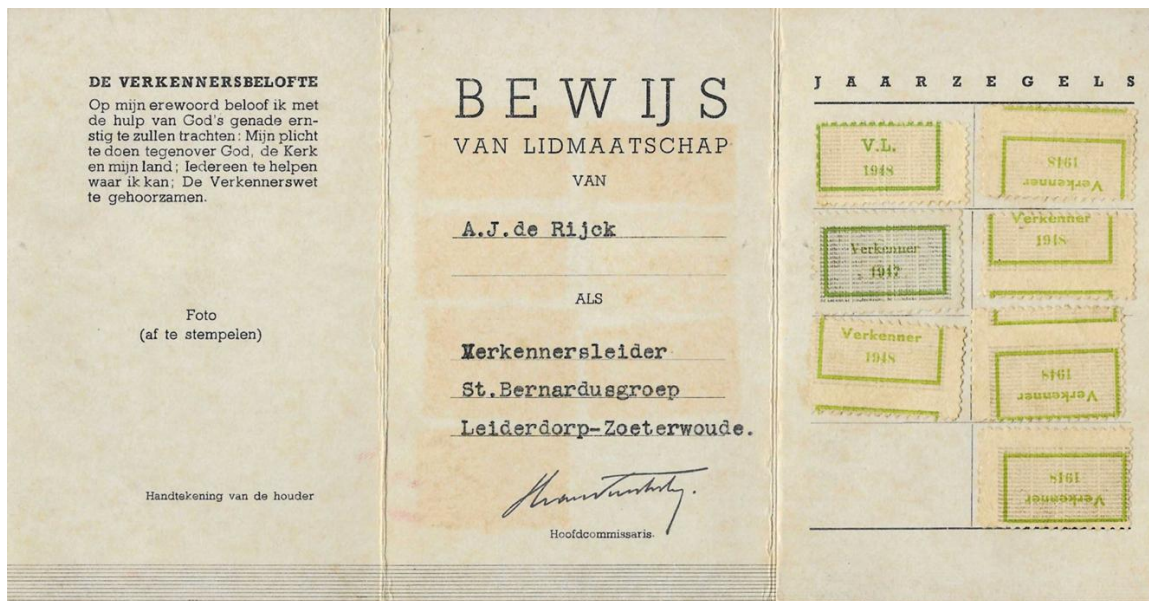 DE VERKENNERSBELOFTE
Op mijn erewoord beloof ik met
de hulp van God's genade ern-
stig te zullen trachten: Mijn plicht
te doen tegenover God, de Kerk
en mijn land; Iedereen te helpen
waar ik kan; De Verkennerswet
te gehoorzamen.
Foto
(af te stempelen)
Handtekening van de houder
BEWIJS
VAN LIDMAATSCHAP
VAN
A.J.de Rijck
ALS
Verkennersleider
St.Bernardusgroep
Leiderdorp-Zoeterwoude.
Hoofdcommissaris.
JAARZEGELS
V.L.
1948
Verkenner
1948
Verkenner
1947
Verkenner
1948
Verkenner
1948
Verkenner
1948
Verkenner
1948